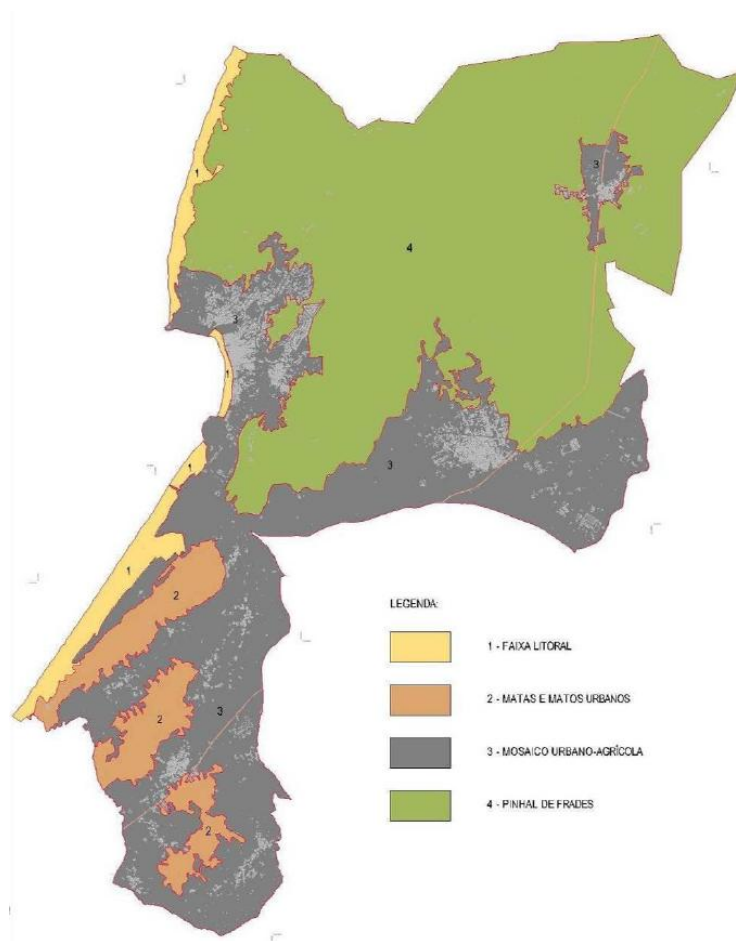 3
1
4
3
1
3
1
1
2
2
3
2
LEGENDA:
1 - FAIXA LITORAL
2 - MATAS E MATOS URBANOS
3 - MOSAICO URBANO-AGRÍCOLA
4 - PINHAL DE FRADES